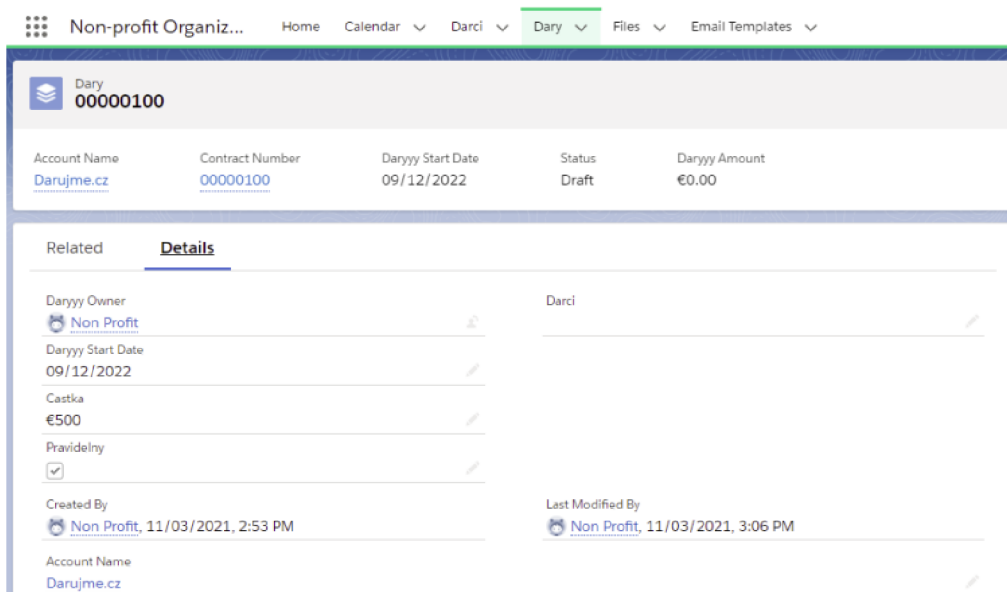 Non-profit Organiz... Home Calendar Darci Dary Files Email Templates
Dary
00000100
Account Name Contract Number Daryyy Start Date Status Daryyy Amount
Darujme.cz 00000100 09/12/2022 Draft €0.00
Related Details
Daryyy Owner Darci
Non Profit
Daryyy Start Date
09/12/2022
Castka
€500
Pravidelny
Created By Last Modified By
Non Profit, 11/03/2021, 2:53 PM Non Profit, 11/03/2021, 3:06 PM
Account Name
Darujme.cz